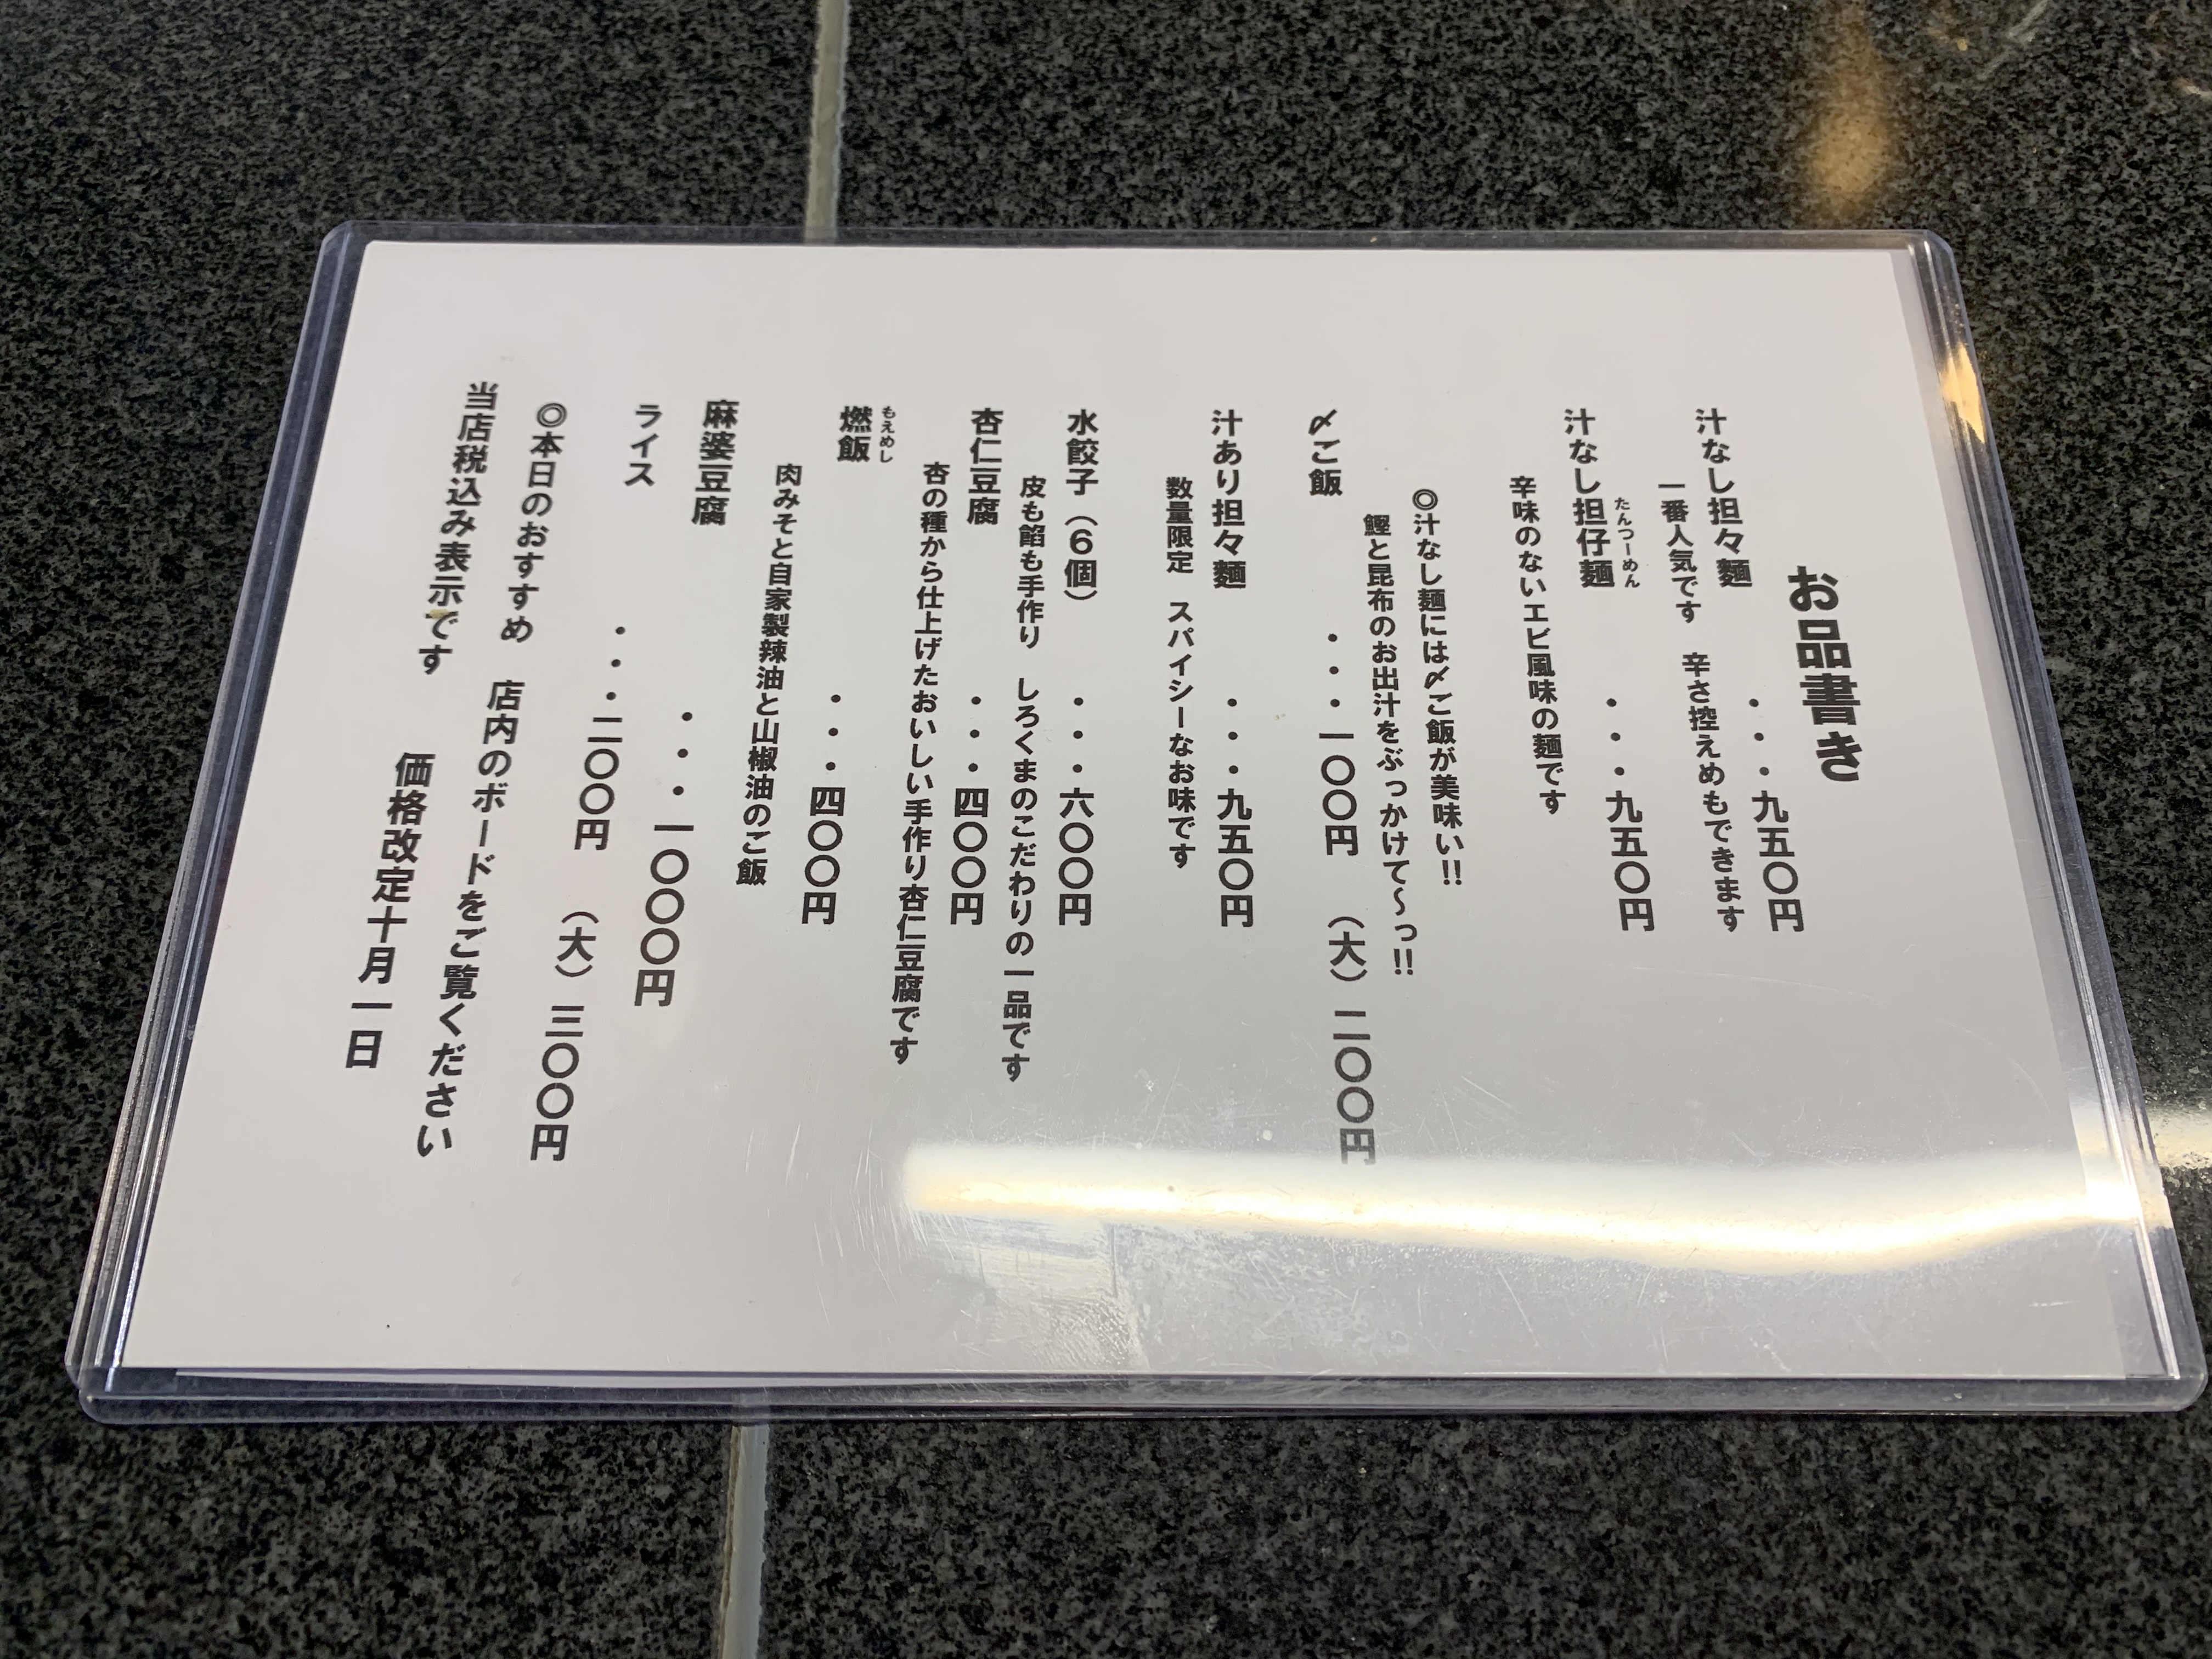 お品書き
汁なし担々麺 ・・・九五〇円
一番人気です 辛さ控えめもできます
汁なし担仔麺 ・・・九五〇円
たんつーめん
辛味のないエビ風味の麺です
◎汁なし麺には〆ご飯が美味い!!
鰹と昆布のお出汁をぶっかけて～っ!!
〆ご飯 ・・・一〇〇円 （大）二〇〇円
汁あり担々麺 ・・・九五〇円
数量限定 スパイシーなお味です
水餃子（６個） ・・・六〇〇円
皮も餡も手作り しろくまのこだわりの一品です
杏仁豆腐 ・・・四〇〇円
杏の種から仕上げたおいしい手作り杏仁豆腐です
もえめし
燃飯 ・・・四〇〇円
肉みそと自家製辣油と山椒油のご飯
麻婆豆腐 ・・・一〇〇〇円
ライス ・・・二〇〇円 （大）三〇〇円
◎本日のおすすめ 店内のボードをご覧ください
当店税込み表示です 価格改定十月一日